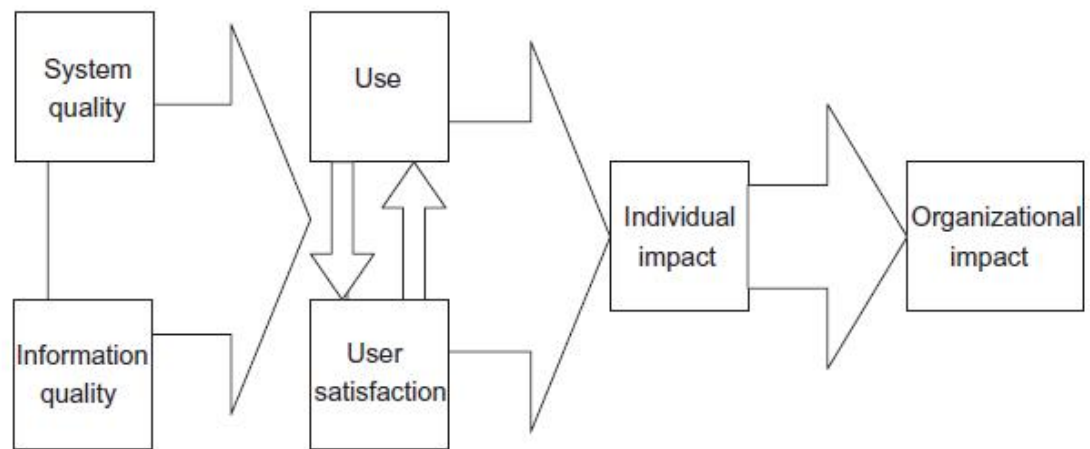 System
quality
Use
Individual
impact
Organizational
impact
Information
quality
User
satisfaction